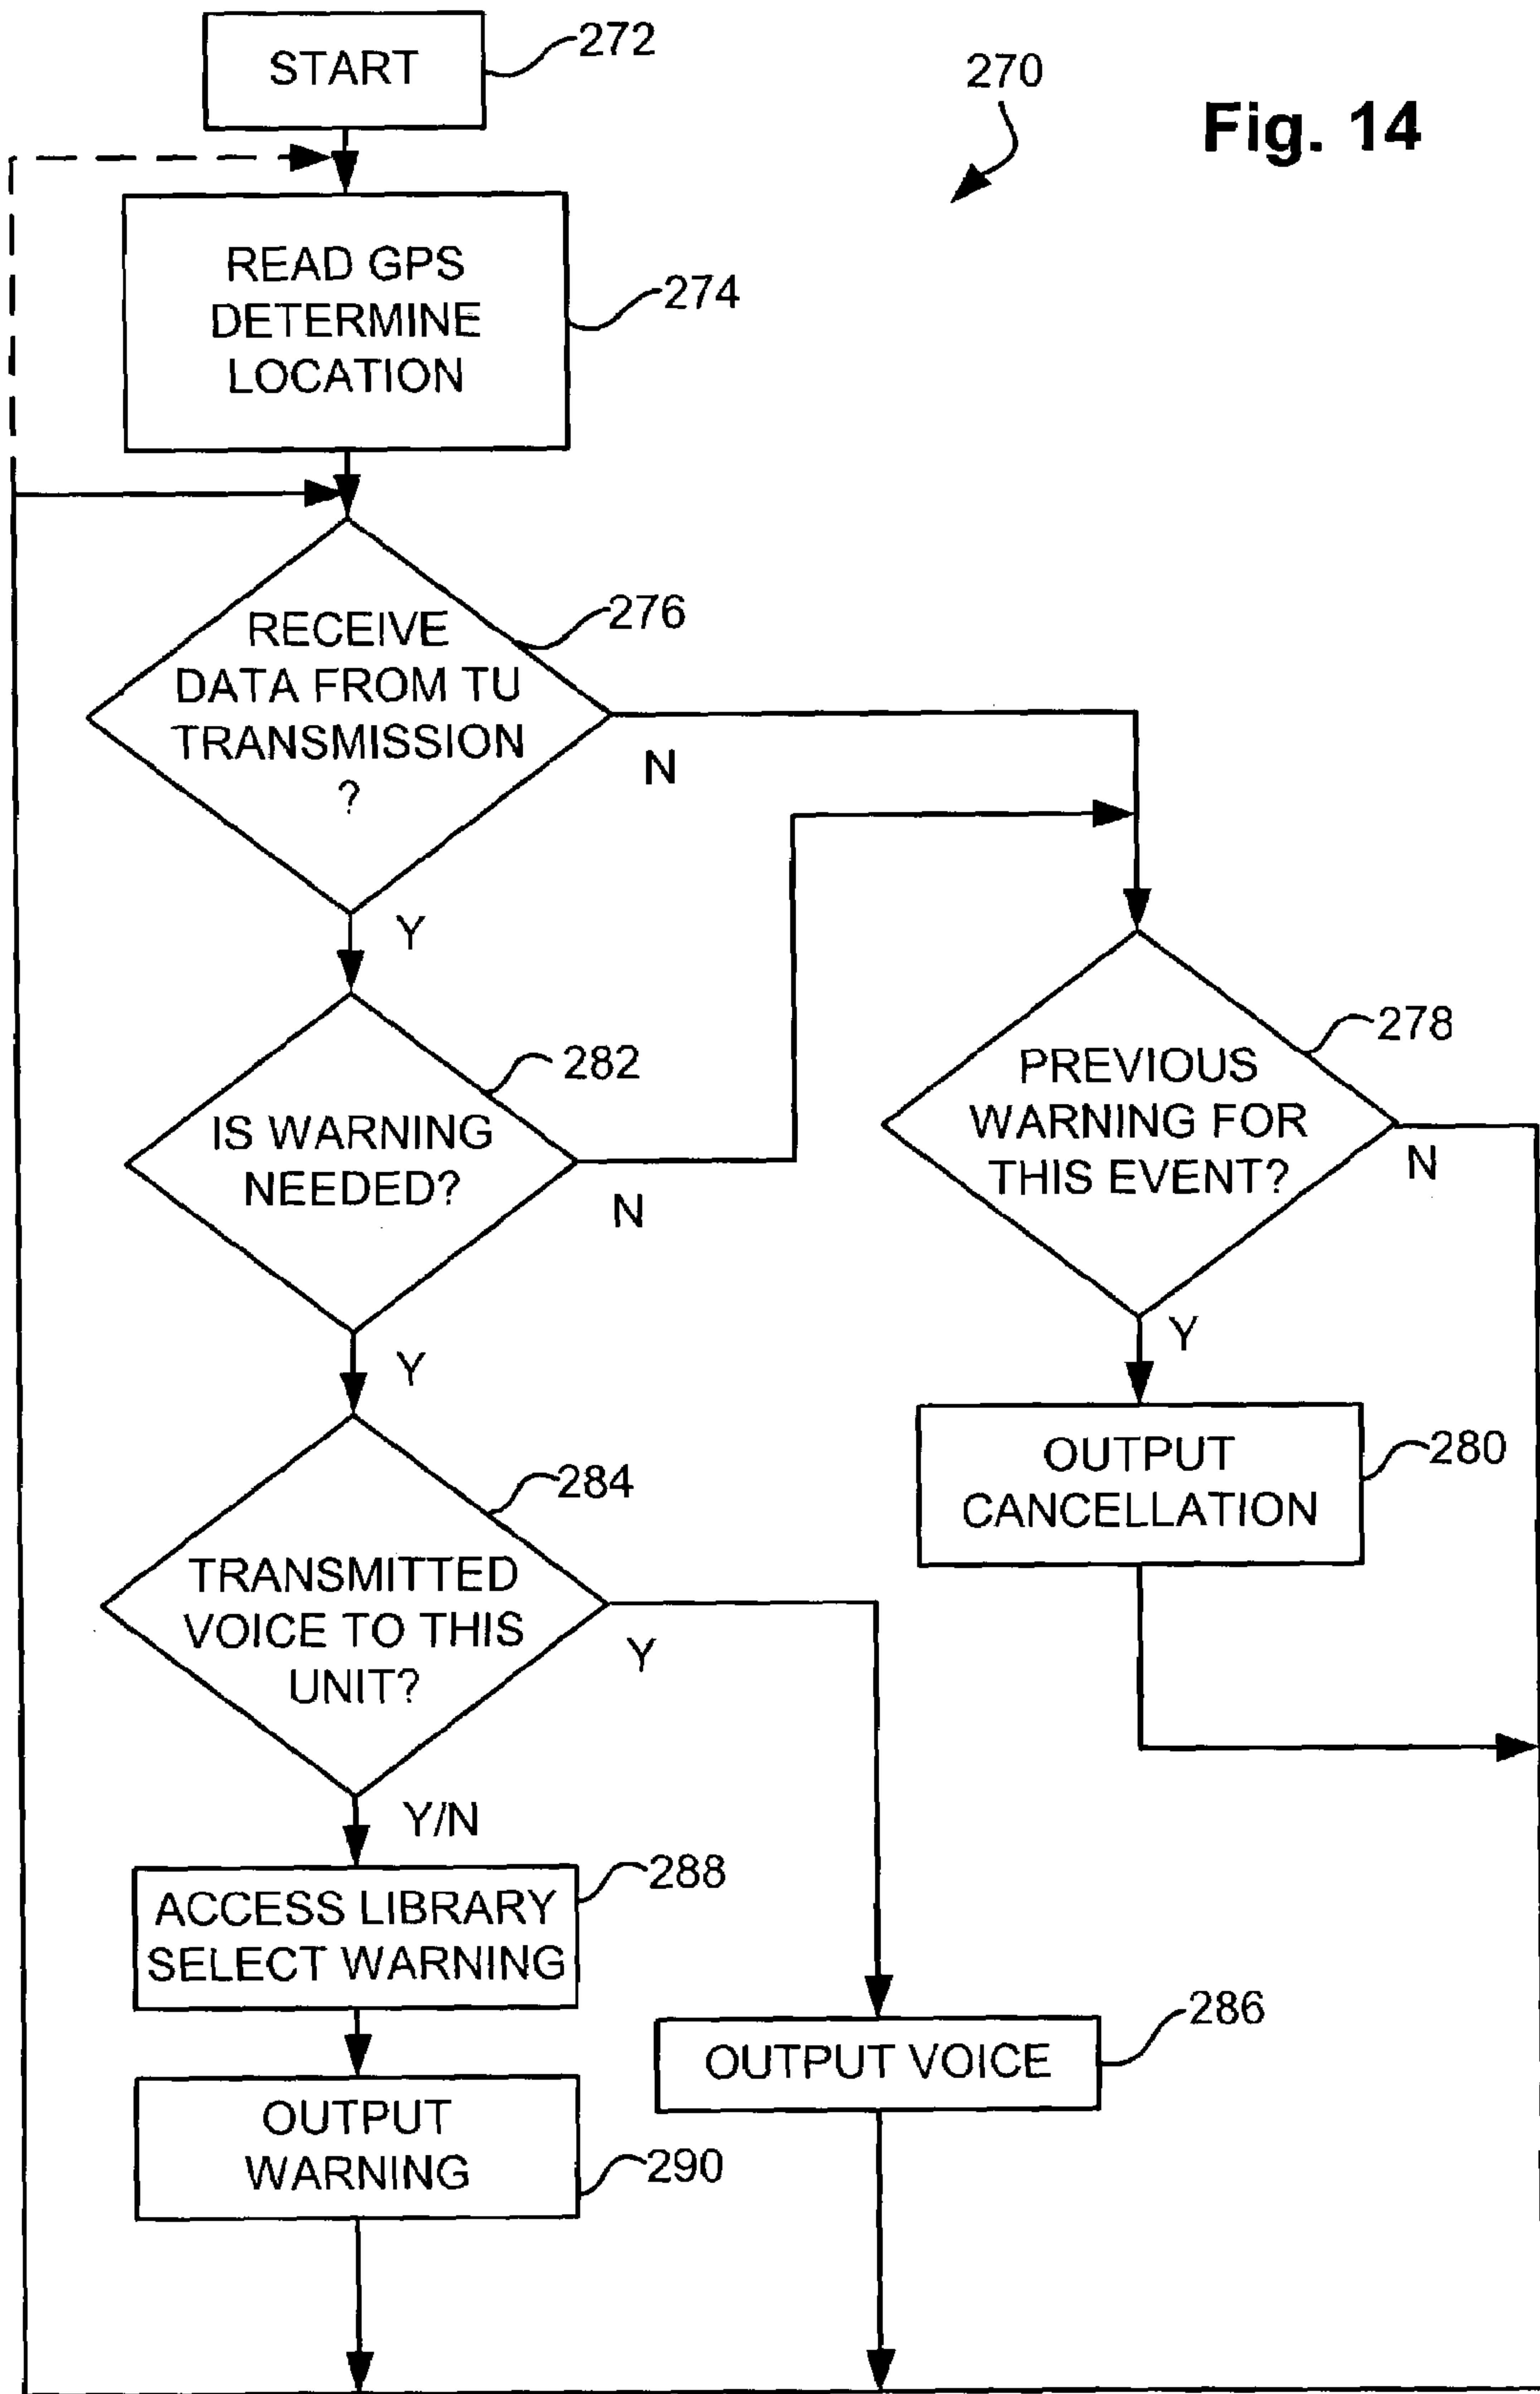 START
272
270
Fig. 14
READ GPS
DETERMINE
LOCATION
274
RECEIVE
DATA FROM TU
TRANSMISSION
?
276
N
Y
IS WARNING
NEEDED?
282
N
Y
PREVIOUS
WARNING FOR
THIS EVENT?
278
N
Y
OUTPUT
CANCELLATION
280
TRANSMITTED
VOICE TO THIS
UNIT?
284
Y
Y/N
ACCESS LIBRARY
SELECT WARNING
288
OUTPUT VOICE
286
OUTPUT
WARNING
290